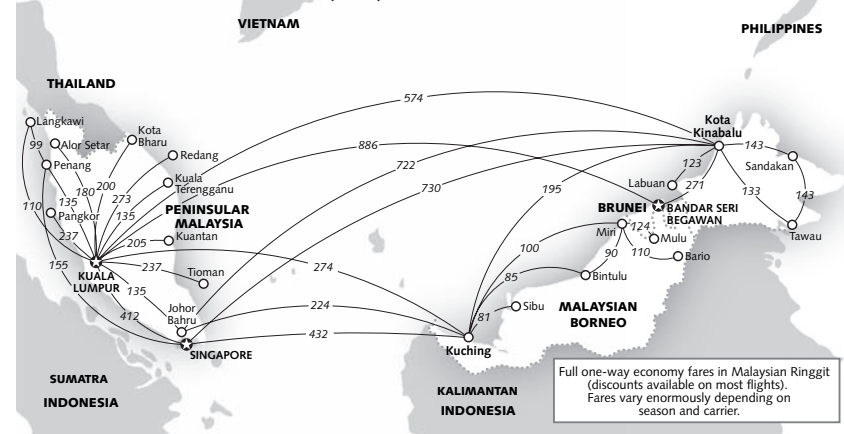 VIETNAM
PHILIPPINES
THAILAND
574
Langkawi
Kota
Bharu
Kota
Kinabalu
99
Alor Setar
886
143
Redang
Penang
722
123
Sandakan
Kuala
Terengganu
180
200
730
195
Labuan
271
133
143
135
273
110
135
PENINSULAR
MALAYSIA
BRUNEI
BANDAR SERI
BEGAWAN
Pangkor
237
205
Kuantan
Miri
124
Mulu
Tawau
100
90
110
Bario
155
KUALA
LUMPUR
237
Tioman
274
85
Bintulu
135
412
Johor
Bahru
224
81
Sibu
MALAYSIAN
BORNEO
432
SINGAPORE
Kuching
SUMATRA
INDONESIA
KALIMANTAN
INDONESIA
Full one-way economy fares in Malaysian Ringgit
(discounts available on most flights).
Fares vary enormously depending on
season and carrier.